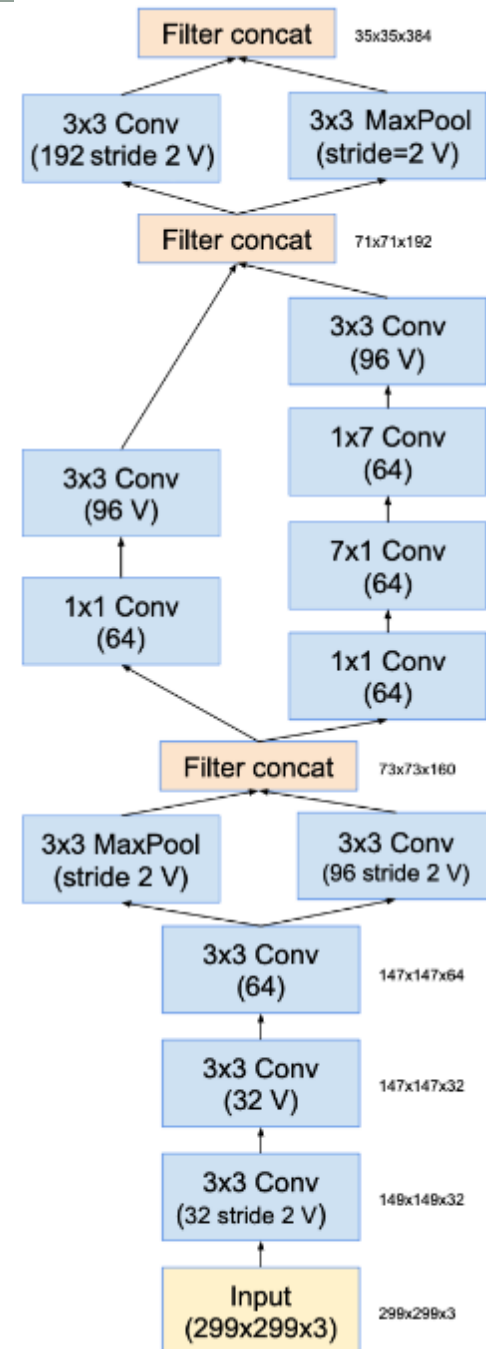 Filter concat 35x35x384
3x3 Conv
(192 stride 2 V)
3x3 MaxPool
(stride=2 V)
Filter concat 71x71x192
3x3 Conv
(96 V)
1x7 Conv
(64)
3x3 Conv
(96 V)
7x1 Conv
(64)
1x1 Conv
(64)
1x1 Conv
(64)
Filter concat 73x73x160
3x3 MaxPool
(stride 2 V)
3x3 Conv
(96 stride 2 V)
3x3 Conv
(64)
147x147x64
3x3 Conv
(32 V)
147x147x32
3x3 Conv
(32 stride 2 V)
149x149x32
Input
(299x299x3)
299x299x3